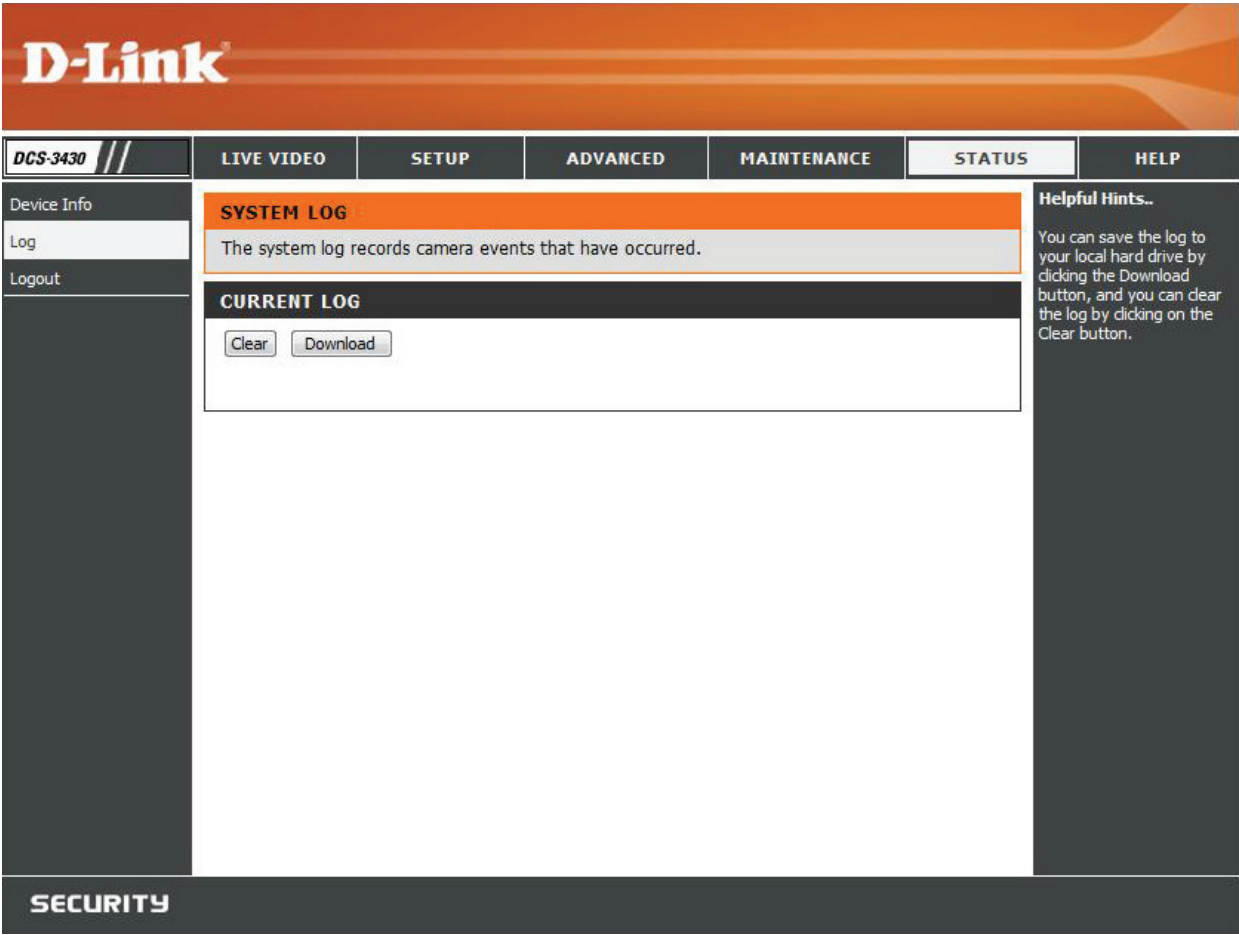 D-Link®
DCS-3430
LIVE VIDEO SETUP ADVANCED MAINTENANCE STATUS HELP
Device Info
Log
Logout
SYSTEM LOG
The system log records camera events that have occurred.
CURRENT LOG
Clear Download
Helpful Hints..
You can save the log to
your local hard drive by
clicking the Download
button, and you can clear
the log by clicking on the
Clear button.
SECURITY